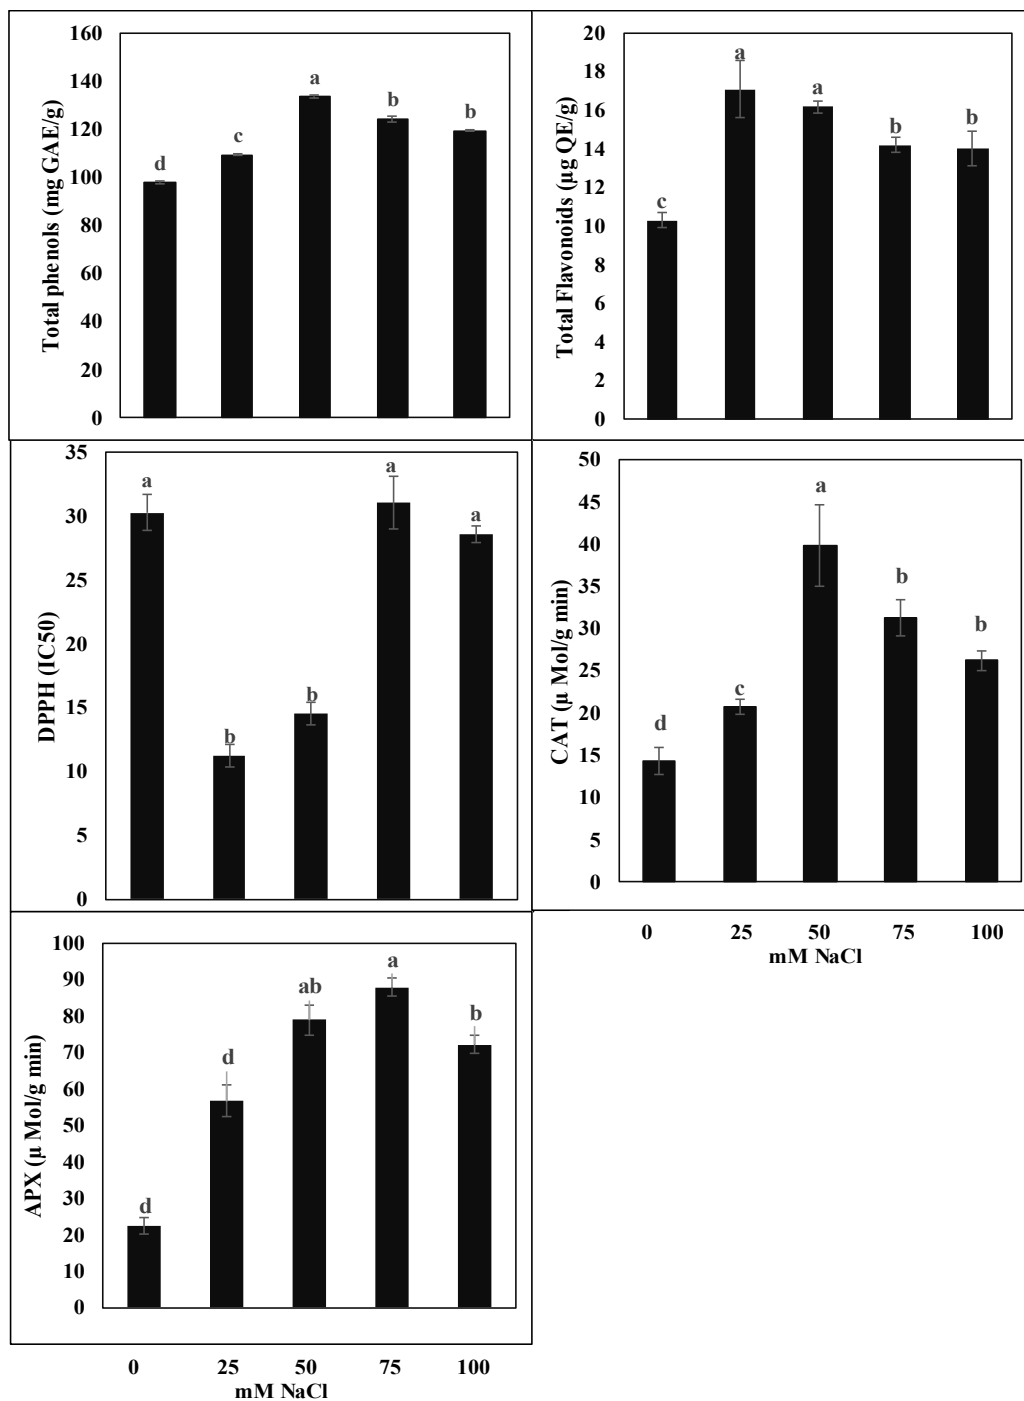 Total phenols (mg GAE/g)
160
140
120
100
80
60
40
20
0
d
c
a
b
b
Total Flavonoids (µg QE/g)
20
18
16
14
12
10
8
6
4
2
0
c
a
a
b
b
DPPH (IC50)
35
30
25
20
15
10
5
0
a
b
b
a
a
CAT (µ Mol/g min)
50
45
40
35
30
25
20
15
10
5
0
d
c
a
b
b
0 25 50 75 100
mM NaCl
APX (µ Mol/g min)
100
90
80
70
60
50
40
30
20
10
0
d
d
ab
a
b
0 25 50 75 100
mM NaCl